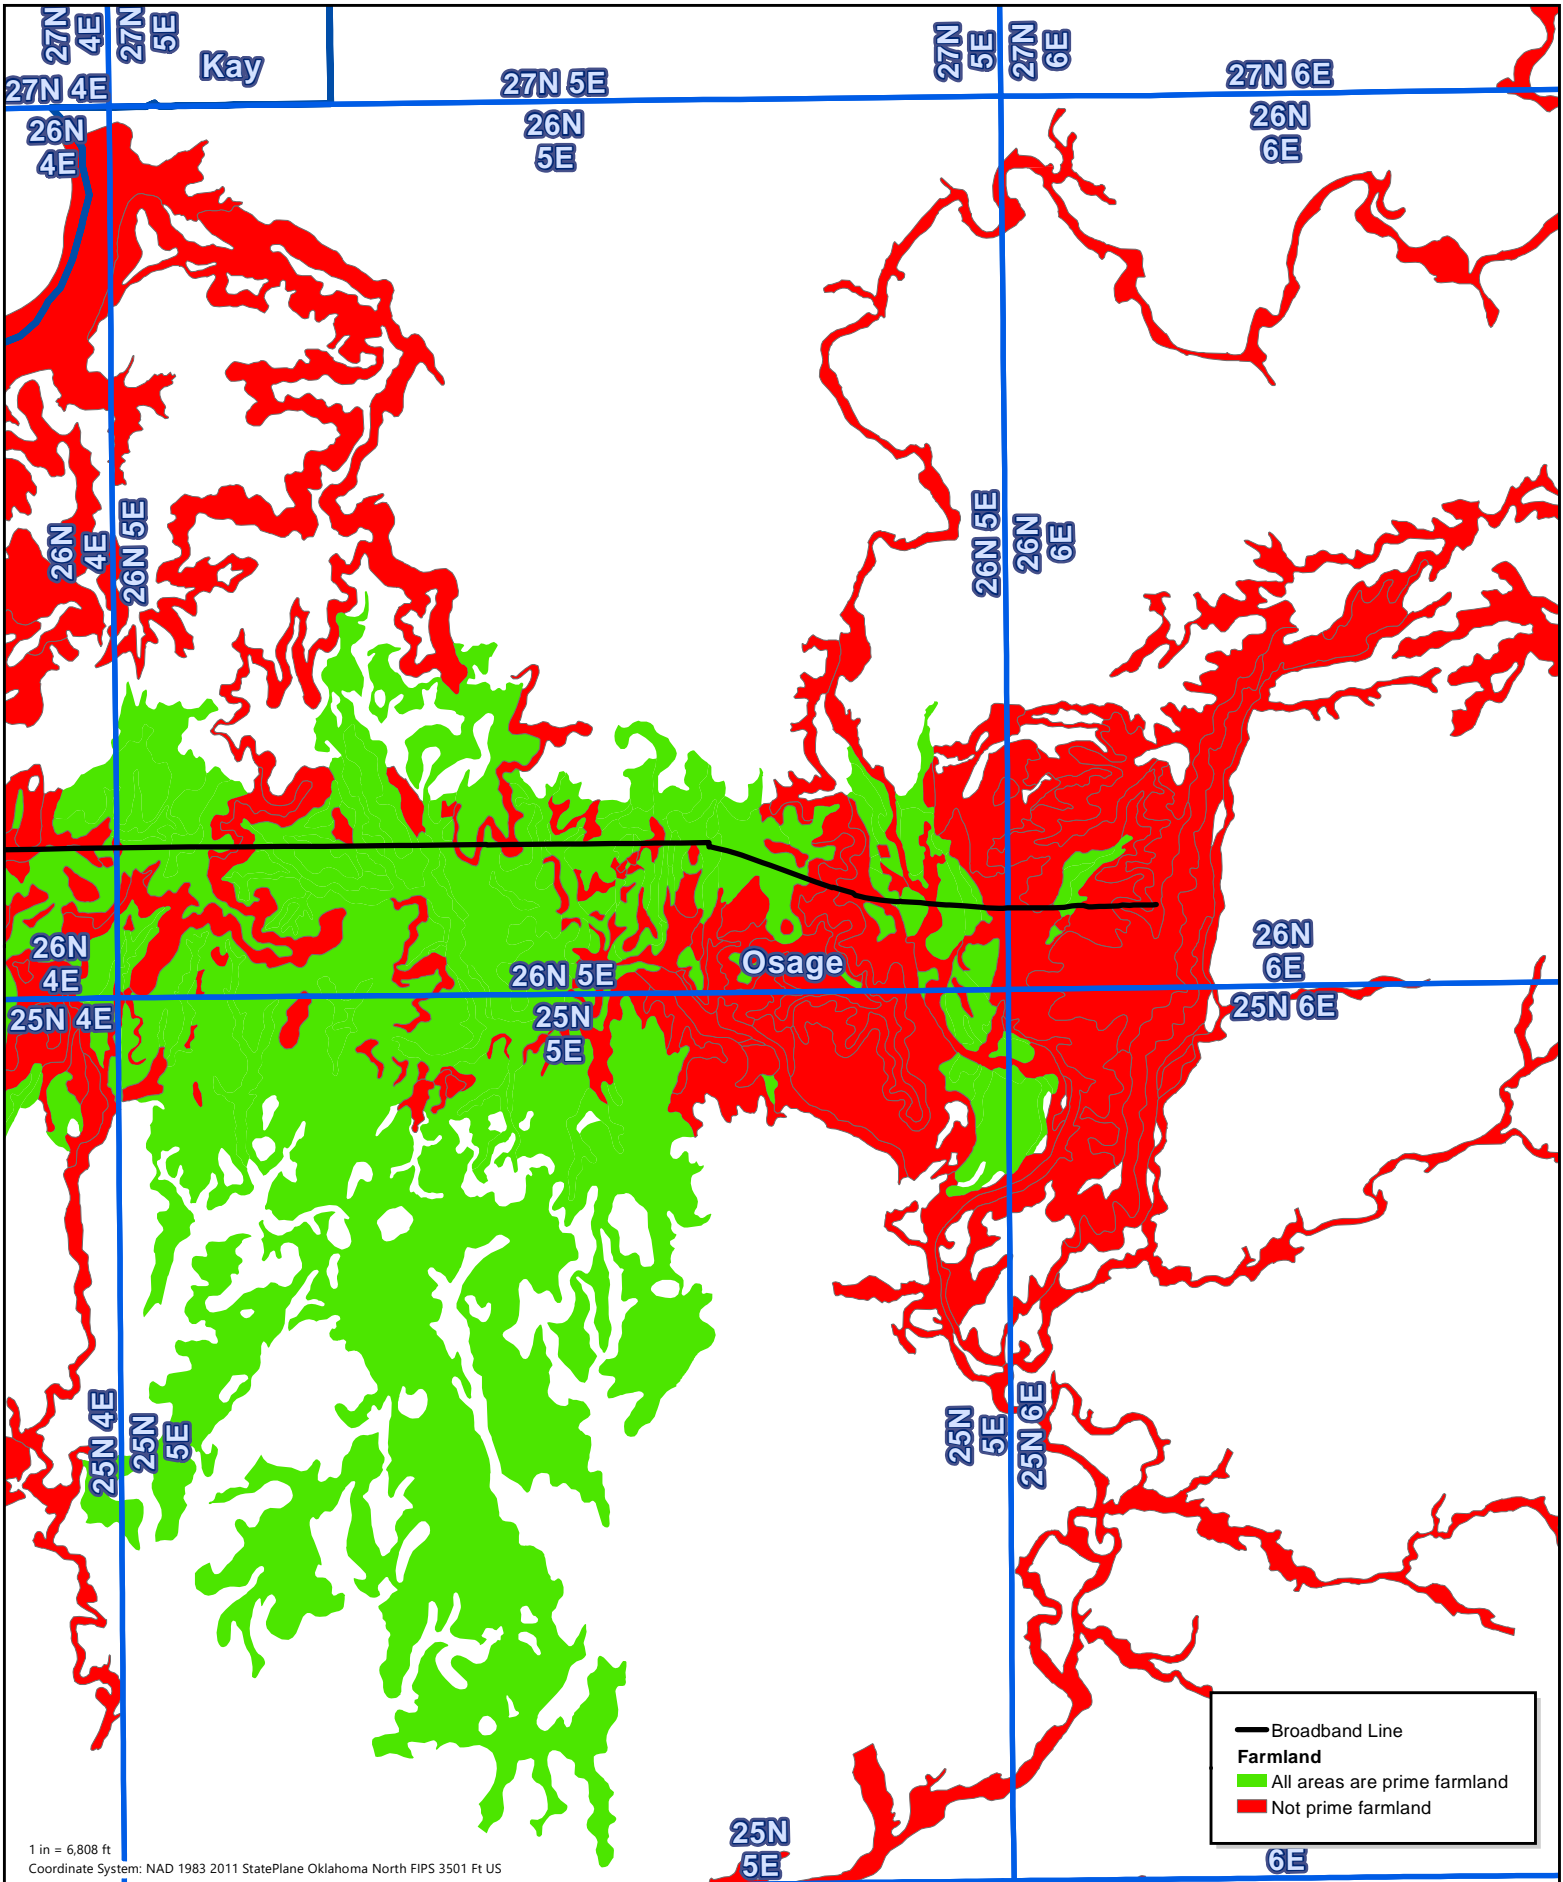 27N
4E
27N
5E
Kay
27N
5E
27N
6E
27N 4E
27N 5E
27N 6E
26N
4E
26N
5E
26N
6E
26N
4E
26N 5E
26N 5E
26N
6E
26N
4E
26N 5E
Osage
26N
6E
25N 4E
25N
5E
25N 6E
25N 4E
25N
5E
25N
5E
25N 6E
Broadband Line
Farmland
All areas are prime farmland
Not prime farmland
25N
5E
6E
1 in = 6,808 ft
Coordinate System: NAD 1983 2011 StatePlane Oklahoma North FIPS 3501 Ft US